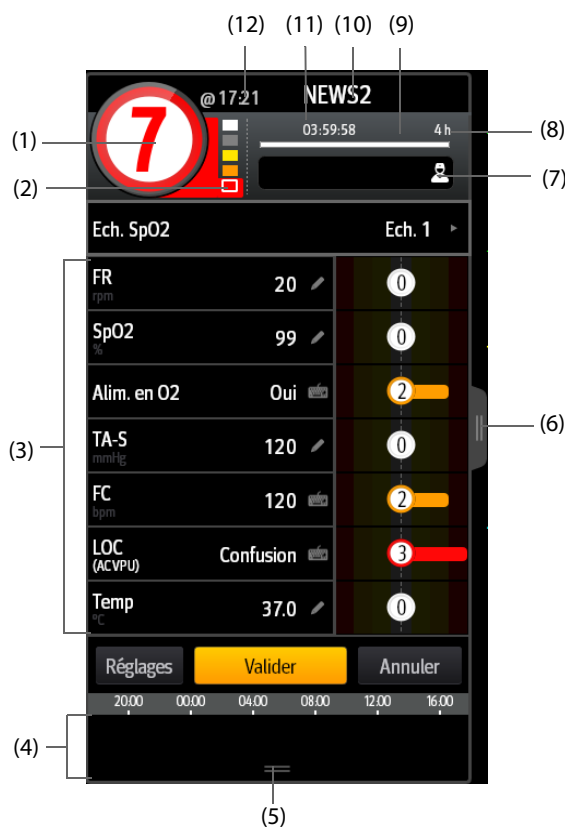 (12) (11) (10) (9)
@ 17:21 NEWS2
7
03:59:58 4 h
(1)
(8)
(2)
(7)
Ech. SpO2 Ech. 1
FR 20 0
rpm
SpO2 99 0
%
Alim. en O2 Oui 2
(3)
(6)
TA-S 120 0
mmHg
FC 120 2
bpm
LOC Confusion 3
(ACVPU)
Temp 37.0 0
°C
Réglages Valider Annuler
20:00 00:00 04:00 08:00 12:00 16:00
(4)
(5)